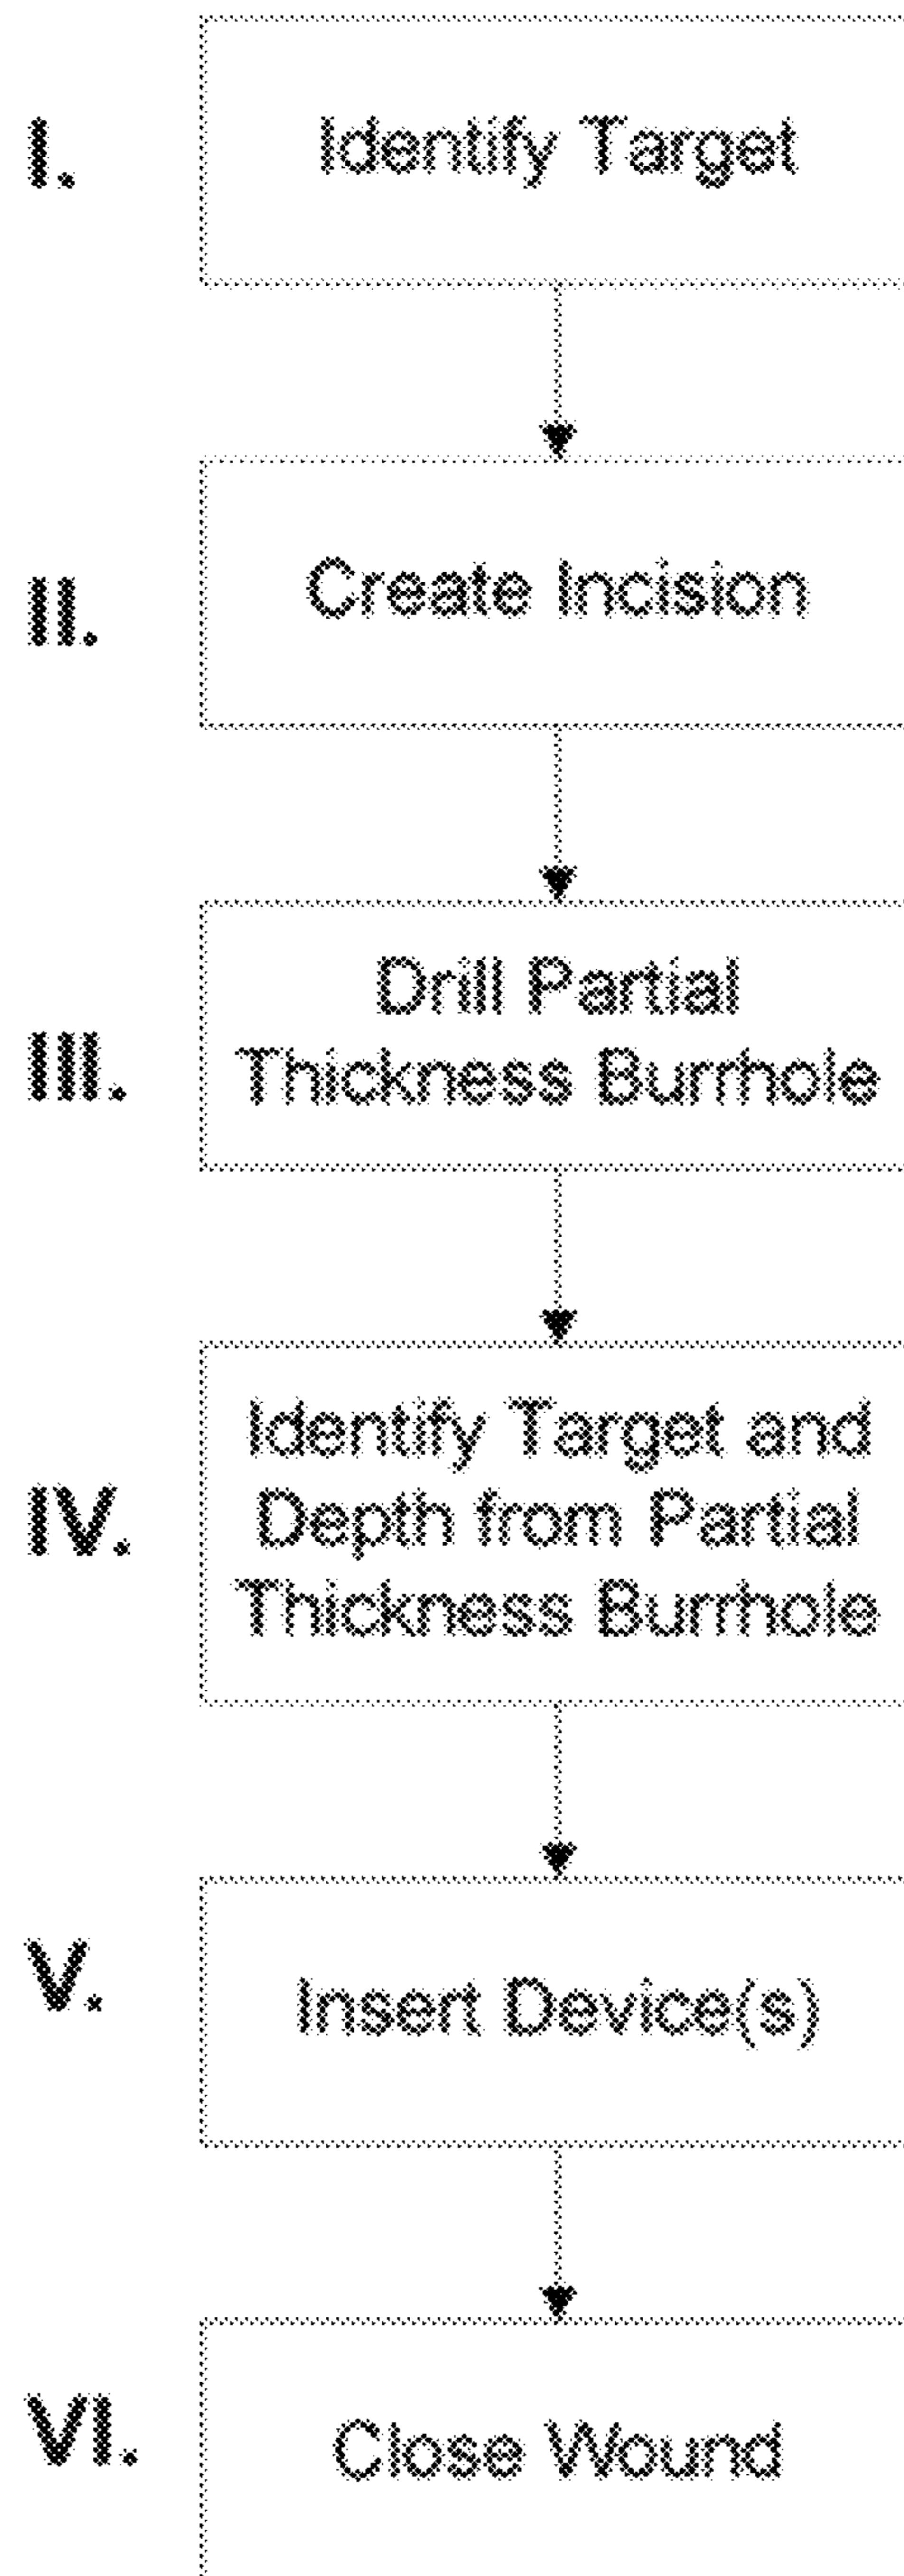 I.
Identify Target
II.
Create Incision
III.
Drill Partial
Thickness Burrhole
IV.
Identify Target and
Depth from Partial
Thickness Burrhole
V.
Insert Device(s)
VI.
Close Wound